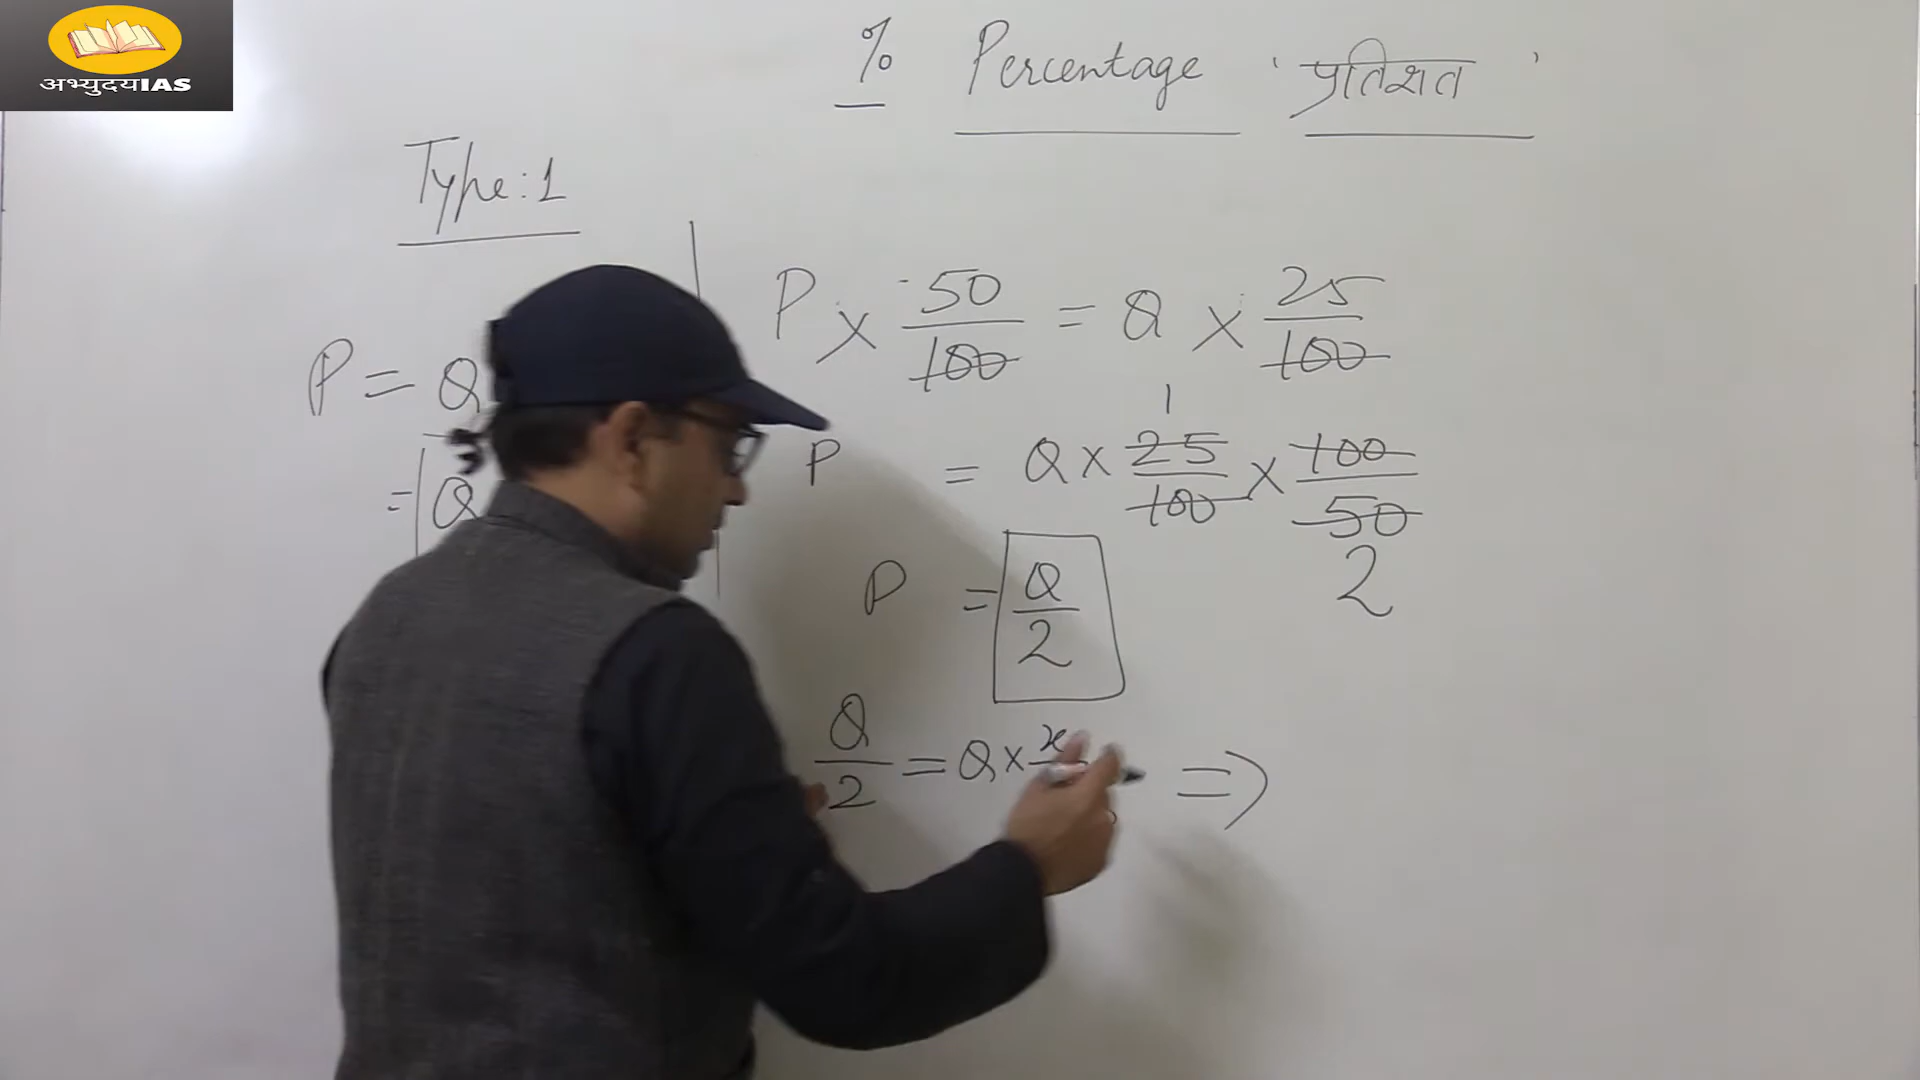 अभ्युदयIAS
% Percentage 'प्रतिशत'
Type:1
P × 50/100 = Q × 25/100
P = Q
1
P = Q × 25/100 × 100/50
= Q
2
P = Q/2
Q/2 = Q × x ⇒